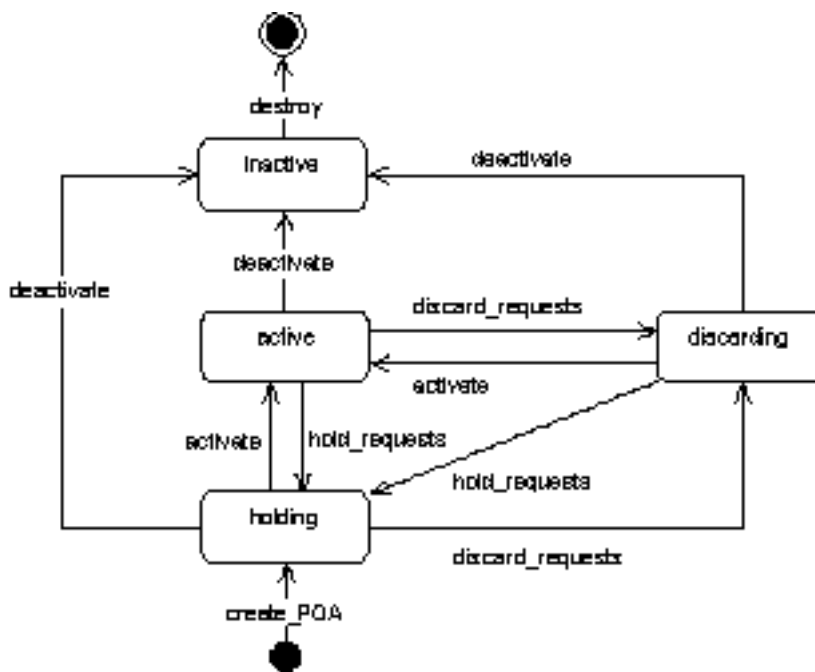 destroy
inactive
deactivate
deactivate
deactivate
discard_requests
active
discarding
activate
activate
hold_requests
hold_requests
holding
discard_requests
create_POA